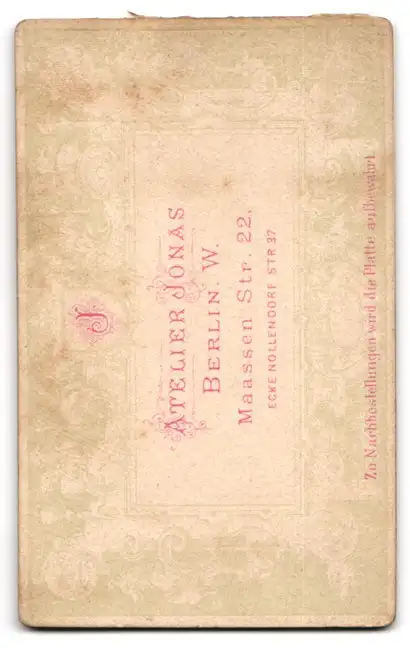 J
ATELIER JONAS
BERLIN. W.
Maassen Str. 22.
ECKE NOLLENDORF STR 37
Zu Nachbestellungen wird die Platte aufbewahrt